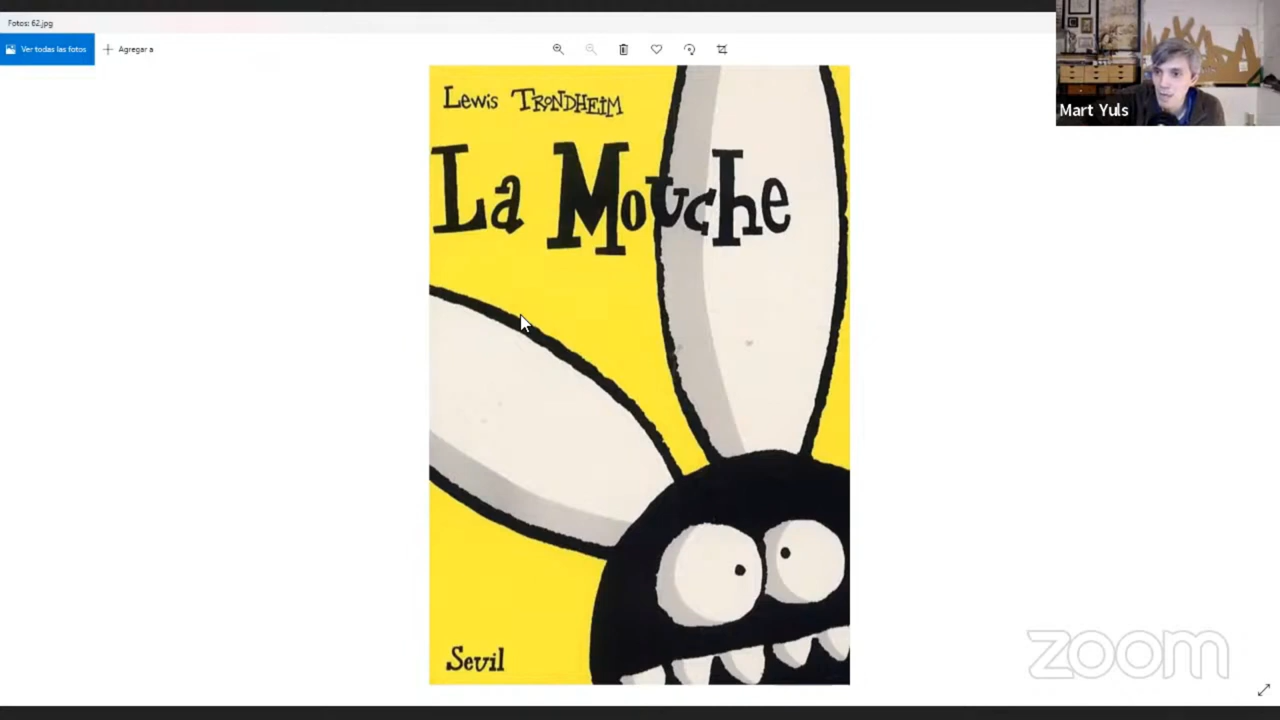 Fotos: 62.jpg
Ver todas las fotos
Agregar a
Mart Yuls
Lewis TRONDHEIM
La Mouche
Seuil
zoom